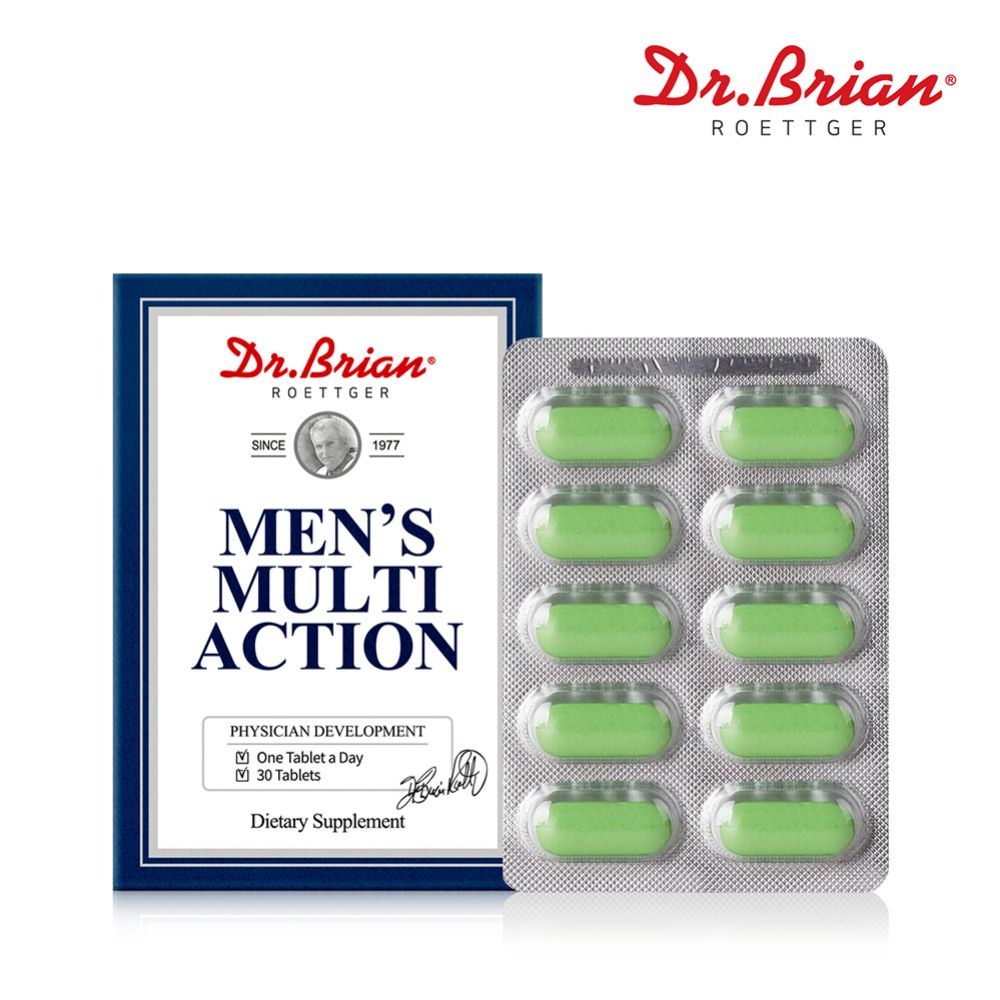 Dr.Brian®
ROETTGER
Dr.Brian®
ROETTGER
SINCE 1977
MEN'S
MULTI
ACTION
PHYSICIAN DEVELOPMENT
One Tablet a Day
30 Tablets
Dietary Supplement